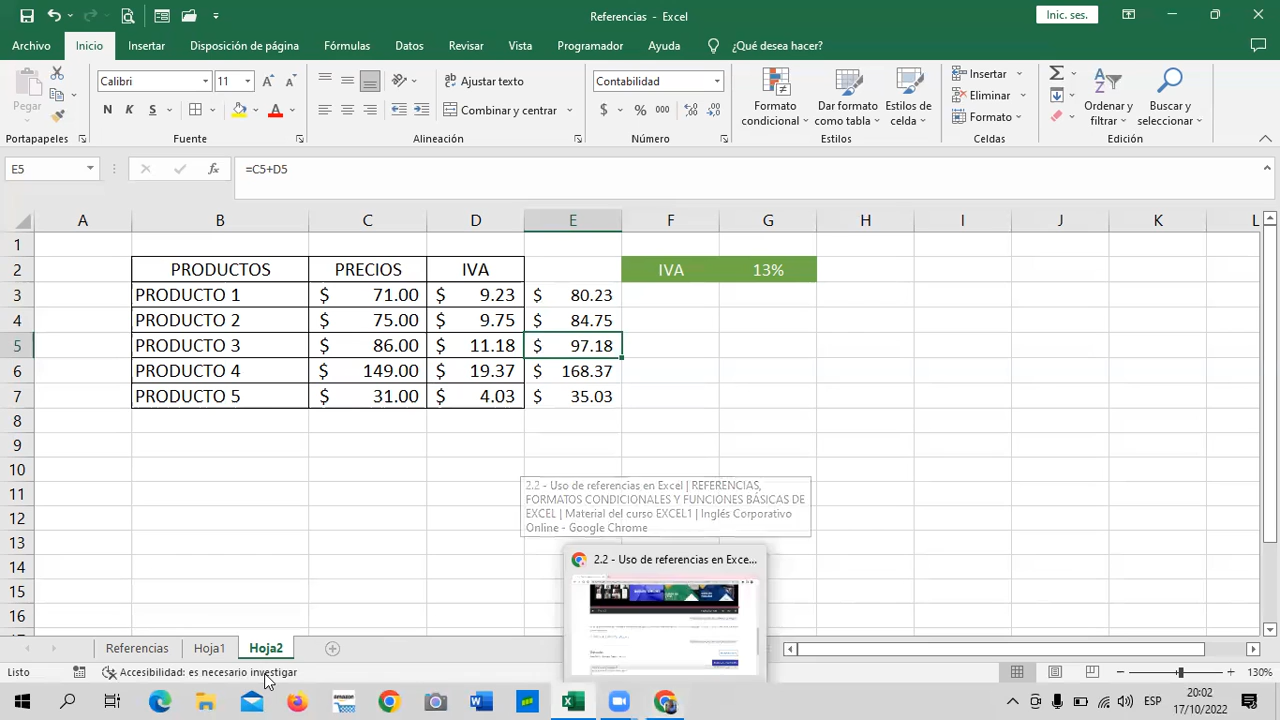 Referencias - Excel
Inic. ses.
Archivo Inicio Insertar Disposición de página Fórmulas Datos Revisar Vista Programador Ayuda ¿Qué desea hacer?
Pegar
Calibri 11
Ajustar texto
Contabilidad
Insertar
N K S
Combinar y centrar
$ % 000
Formato condicional
Dar formato como tabla
Estilos de celda
Eliminar
Formato
Ordenar y filtrar
Buscar y seleccionar
Portapapeles Fuente Alineación Número Estilos Celdas Edición
E5 fx =C5+D5
A B C D E F G H I J K L
1
2 PRODUCTOS PRECIOS IVA IVA 13%
3 PRODUCTO 1 $ 71.00 $ 9.23 $ 80.23
4 PRODUCTO 2 $ 75.00 $ 9.75 $ 84.75
5 PRODUCTO 3 $ 86.00 $ 11.18 $ 97.18
6 PRODUCTO 4 $ 149.00 $ 19.37 $ 168.37
7 PRODUCTO 5 $ 31.00 $ 4.03 $ 35.03
8
9
10
11
12
13
14
15
16
2.2 - Uso de referencias en Excel | REFERENCIAS,
FORMATOS CONDICIONALES Y FUNCIONES BÁSICAS DE
EXCEL | Material del curso EXCEL1 | Inglés Corporativo
Online - Google Chrome
2.2 - Uso de referencias en Exce...
Referencias Hoja1 Hoja2
130%
ESP
20:02
17/10/2022